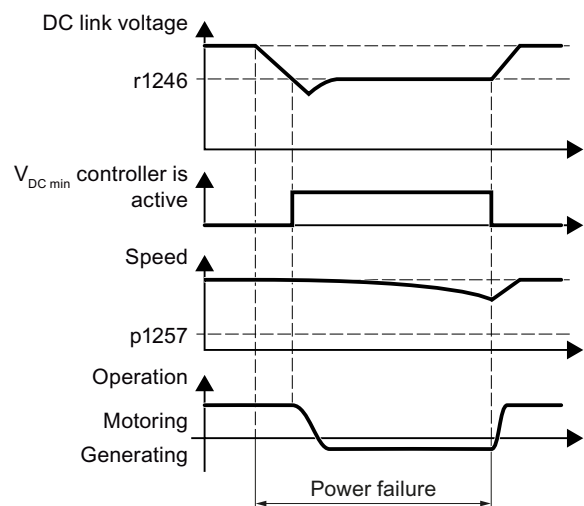 DC link voltage
r1246
V_DC min controller is
active
Speed
p1257
Operation
Motoring
Generating
Power failure